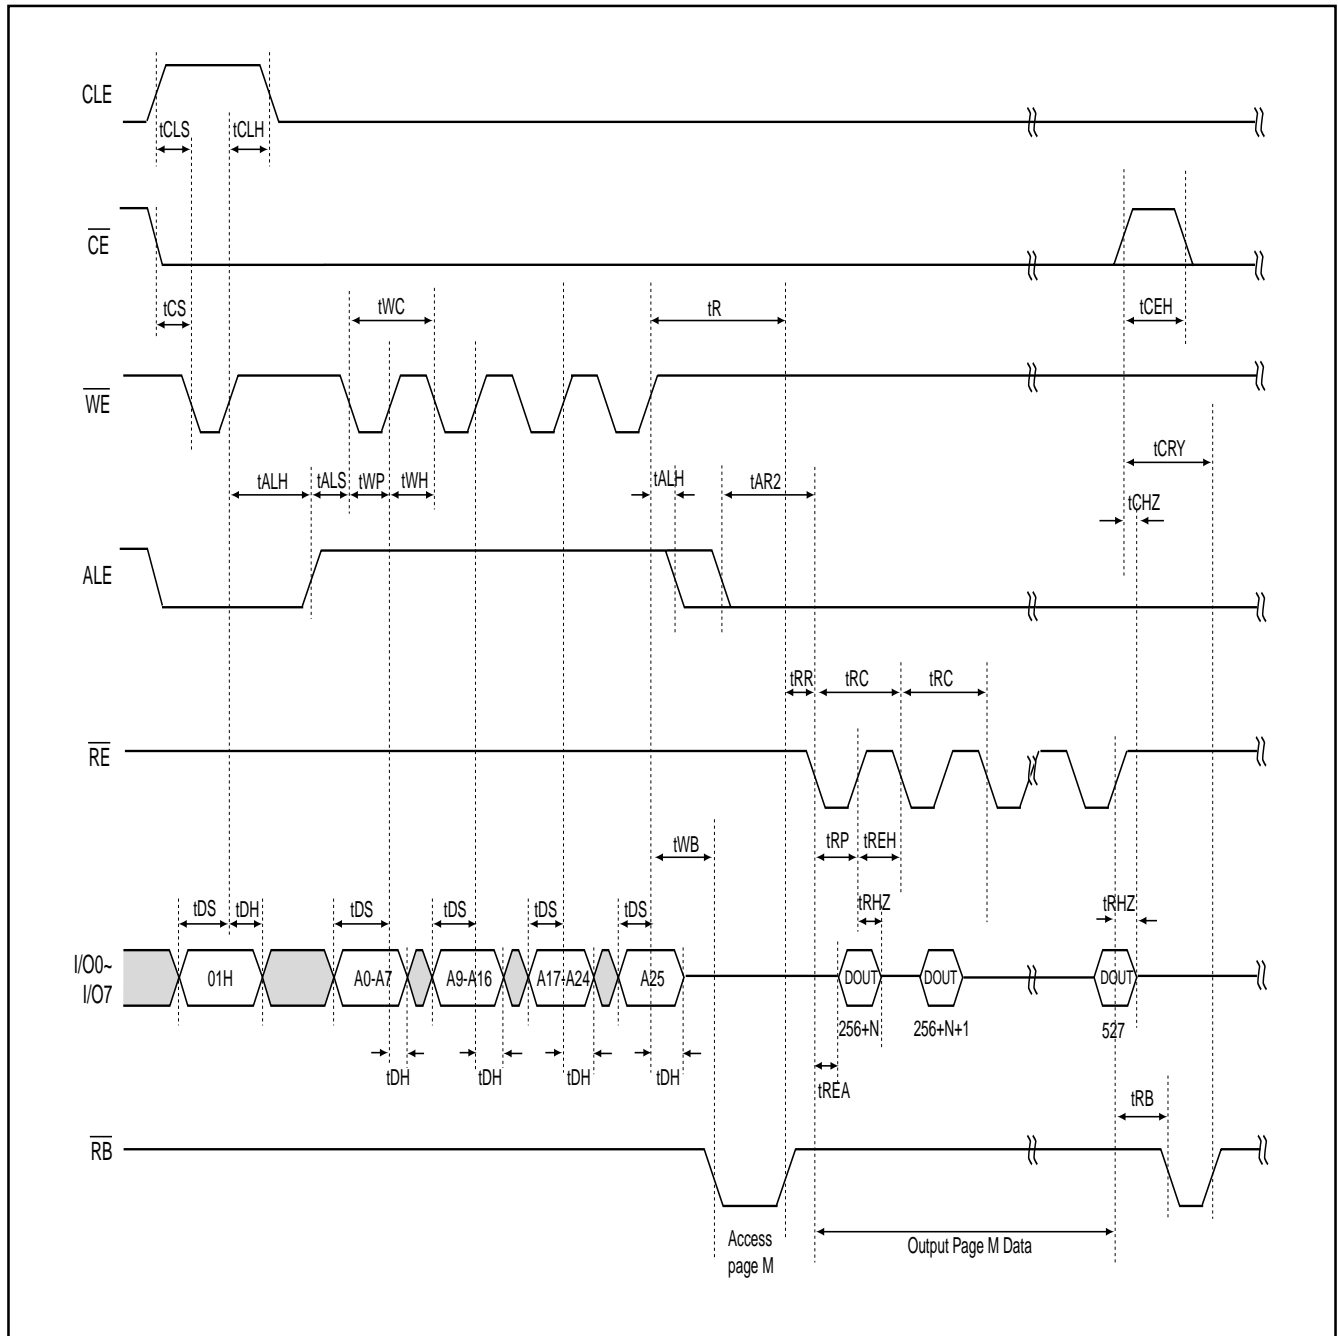 CLE
tCLS
tCLH
CE
tCS
tWC
tR
tCEH
WE
tCRY
tALH
tALS
tWP
tWH
tALH
tAR2
tCHZ
ALE
tRR
tRC
tRC
RE
tWB
tRP
tREH
tDS
tDH
tDS
tDS
tDS
tDS
tRHZ
tRHZ
I/O0~
I/O7
01H
A0-A7
A9-A16
A17-A24
A25
DOUT
DOUT
DOUT
256+N
256+N+1
527
tDH
tDH
tDH
tDH
tREA
tRB
RB
Access
page M
Output Page M Data